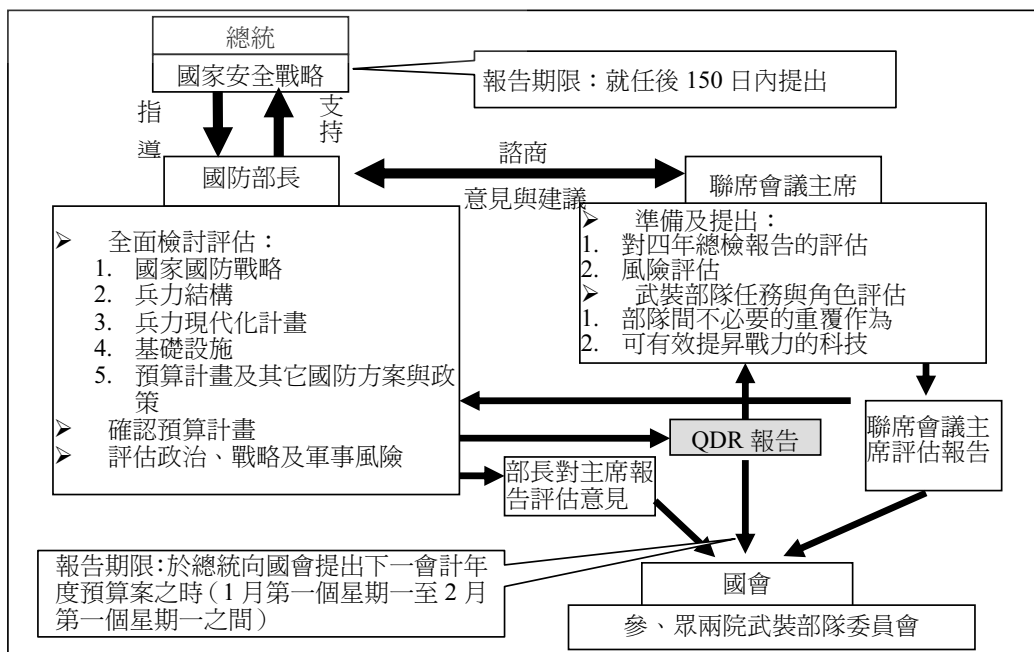 總統
國家安全戰略
報告期限：就任後 150 日內提出
指導
支持
國防部長
諮商
意見與建議
聯席會議主席
➢ 全面檢討評估：
1. 國家國防戰略
2. 兵力結構
3. 兵力現代化計畫
4. 基礎設施
5. 預算計畫及其它國防方案與政
策
➢ 確認預算計畫
➢ 評估政治、戰略及軍事風險
➢ 準備及提出：
1. 對四年總檢報告的評估
2. 風險評估
➢ 武裝部隊任務與角色評估
1. 部隊間不必要的重覆作為
2. 可有效提昇戰力的科技
QDR 報告
聯席會議主
席評估報告
部長對主席報
告評估意見
報告期限:於總統向國會提出下一會計年
度預算案之時（1 月第一個星期一至 2 月
第一個星期一之間）
國會
參、眾兩院武裝部隊委員會